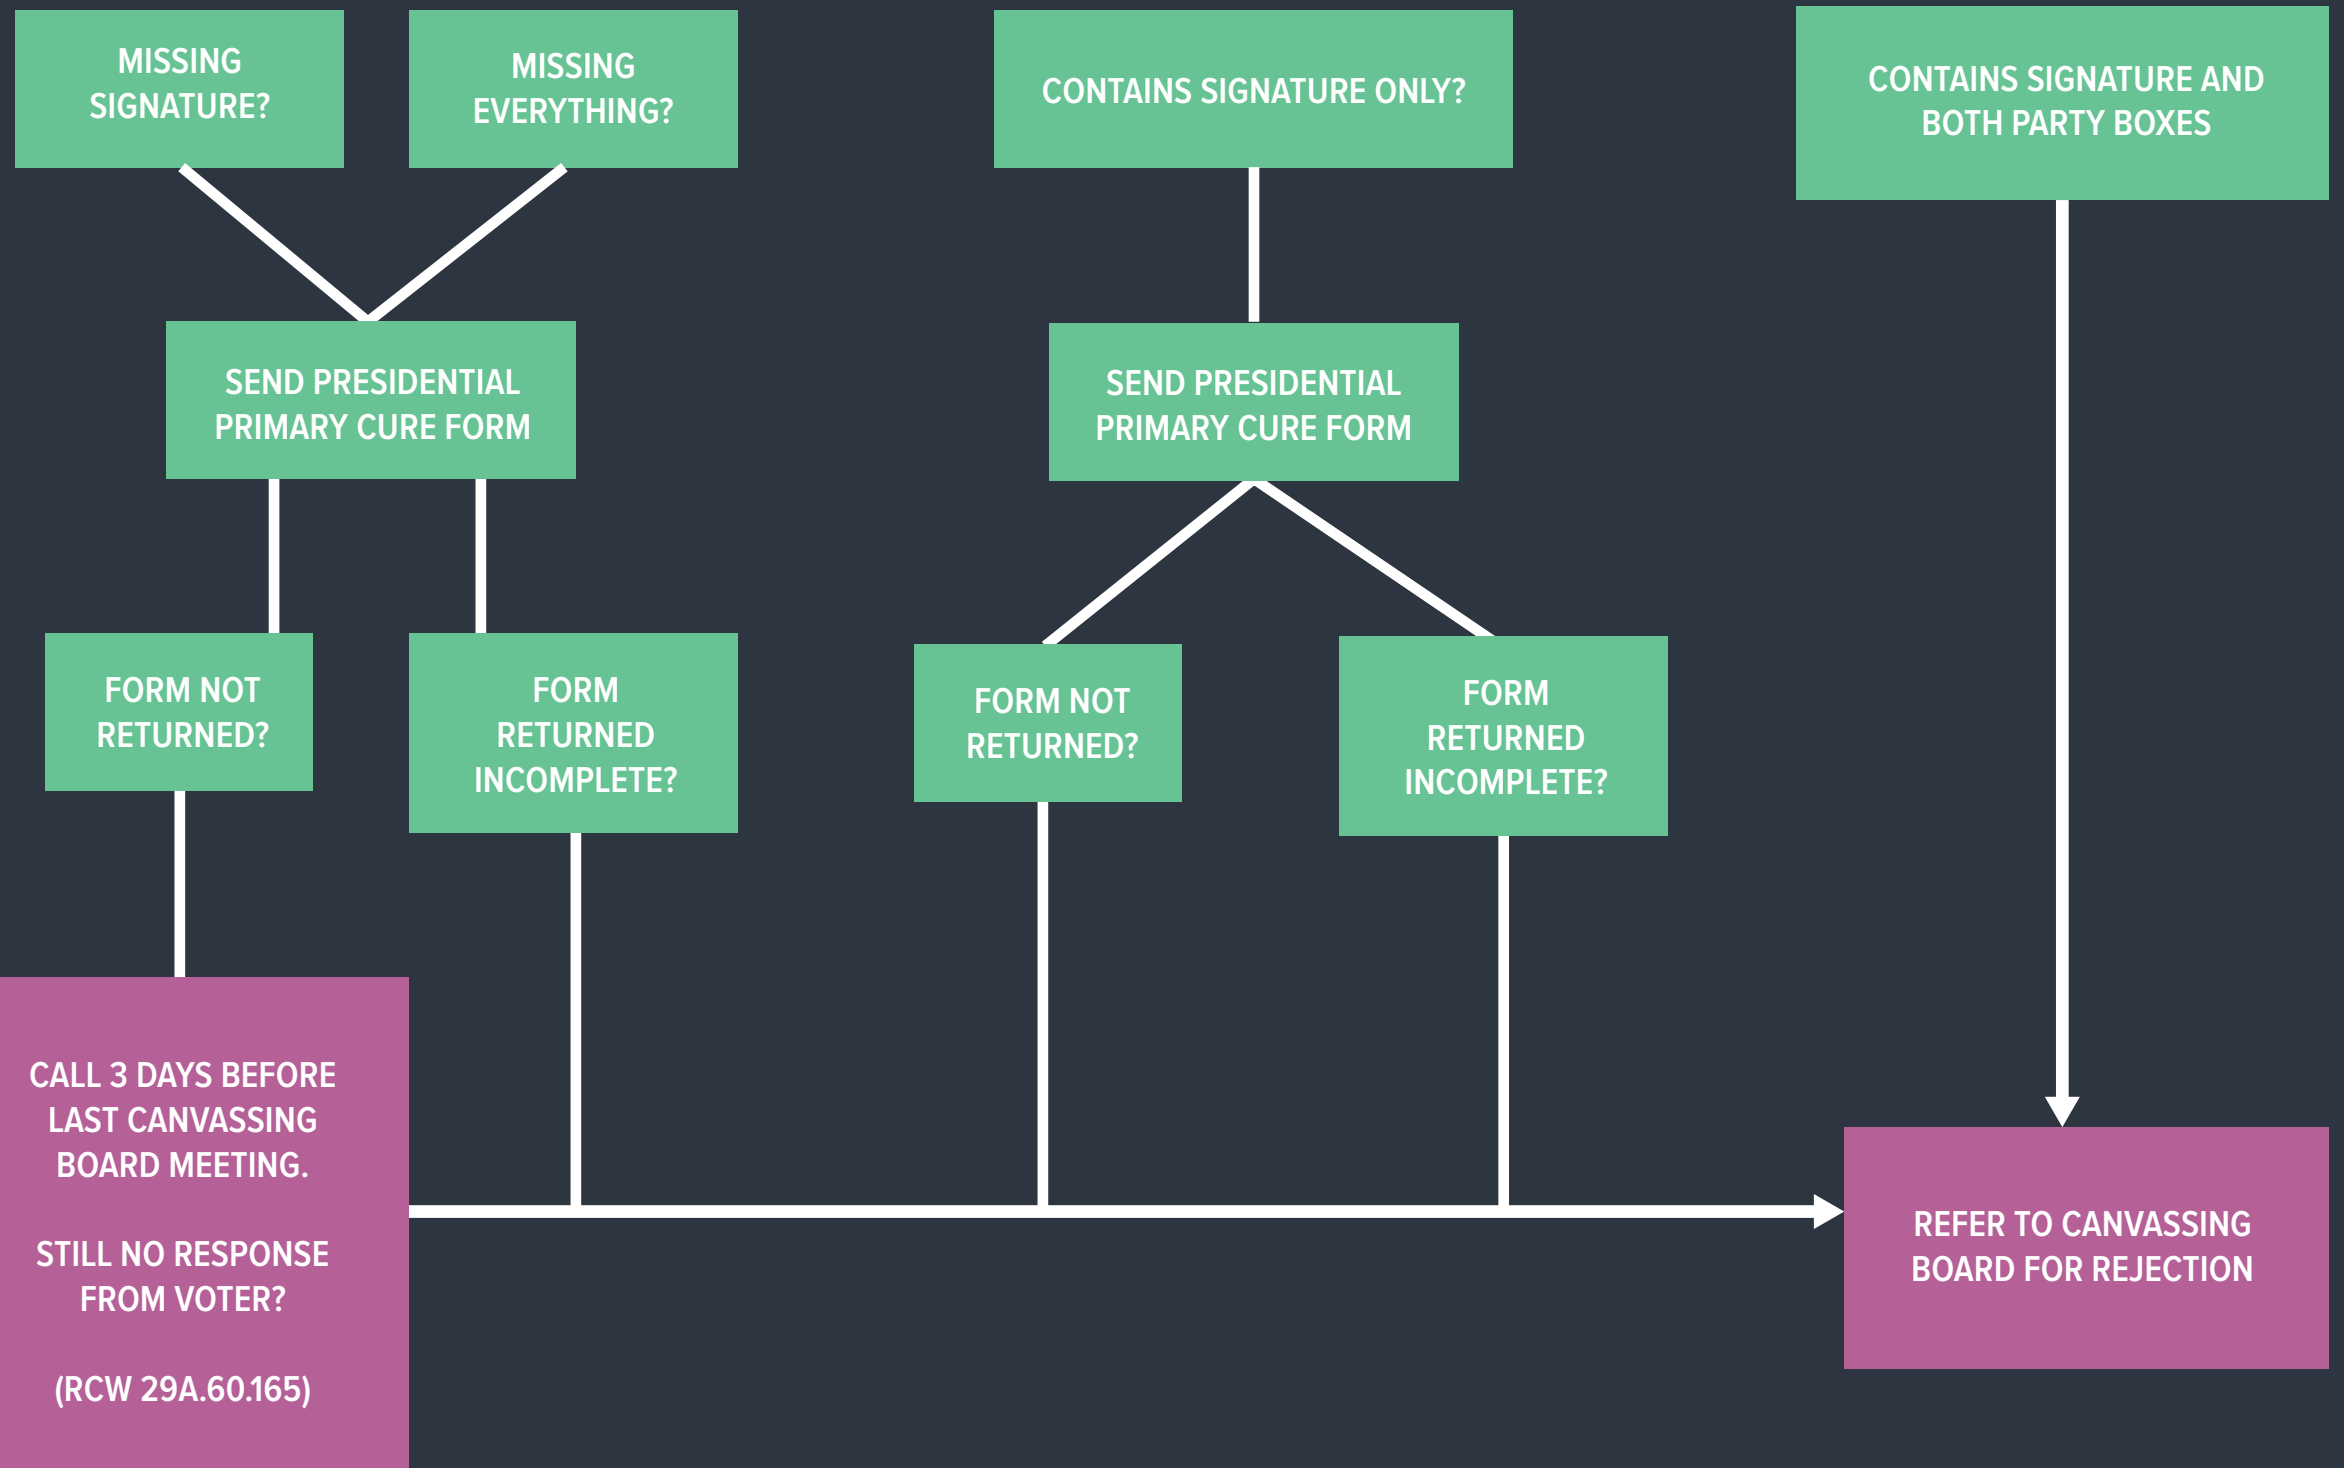 MISSING
SIGNATURE?
MISSING
EVERYTHING?
CONTAINS SIGNATURE ONLY?
CONTAINS SIGNATURE AND
BOTH PARTY BOXES
SEND PRESIDENTIAL
PRIMARY CURE FORM
SEND PRESIDENTIAL
PRIMARY CURE FORM
FORM NOT
RETURNED?
FORM
RETURNED
INCOMPLETE?
FORM NOT
RETURNED?
FORM
RETURNED
INCOMPLETE?
CALL 3 DAYS BEFORE
LAST CANVASSING
BOARD MEETING.
STILL NO RESPONSE
FROM VOTER?
(RCW 29A.60.165)
REFER TO CANVASSING
BOARD FOR REJECTION